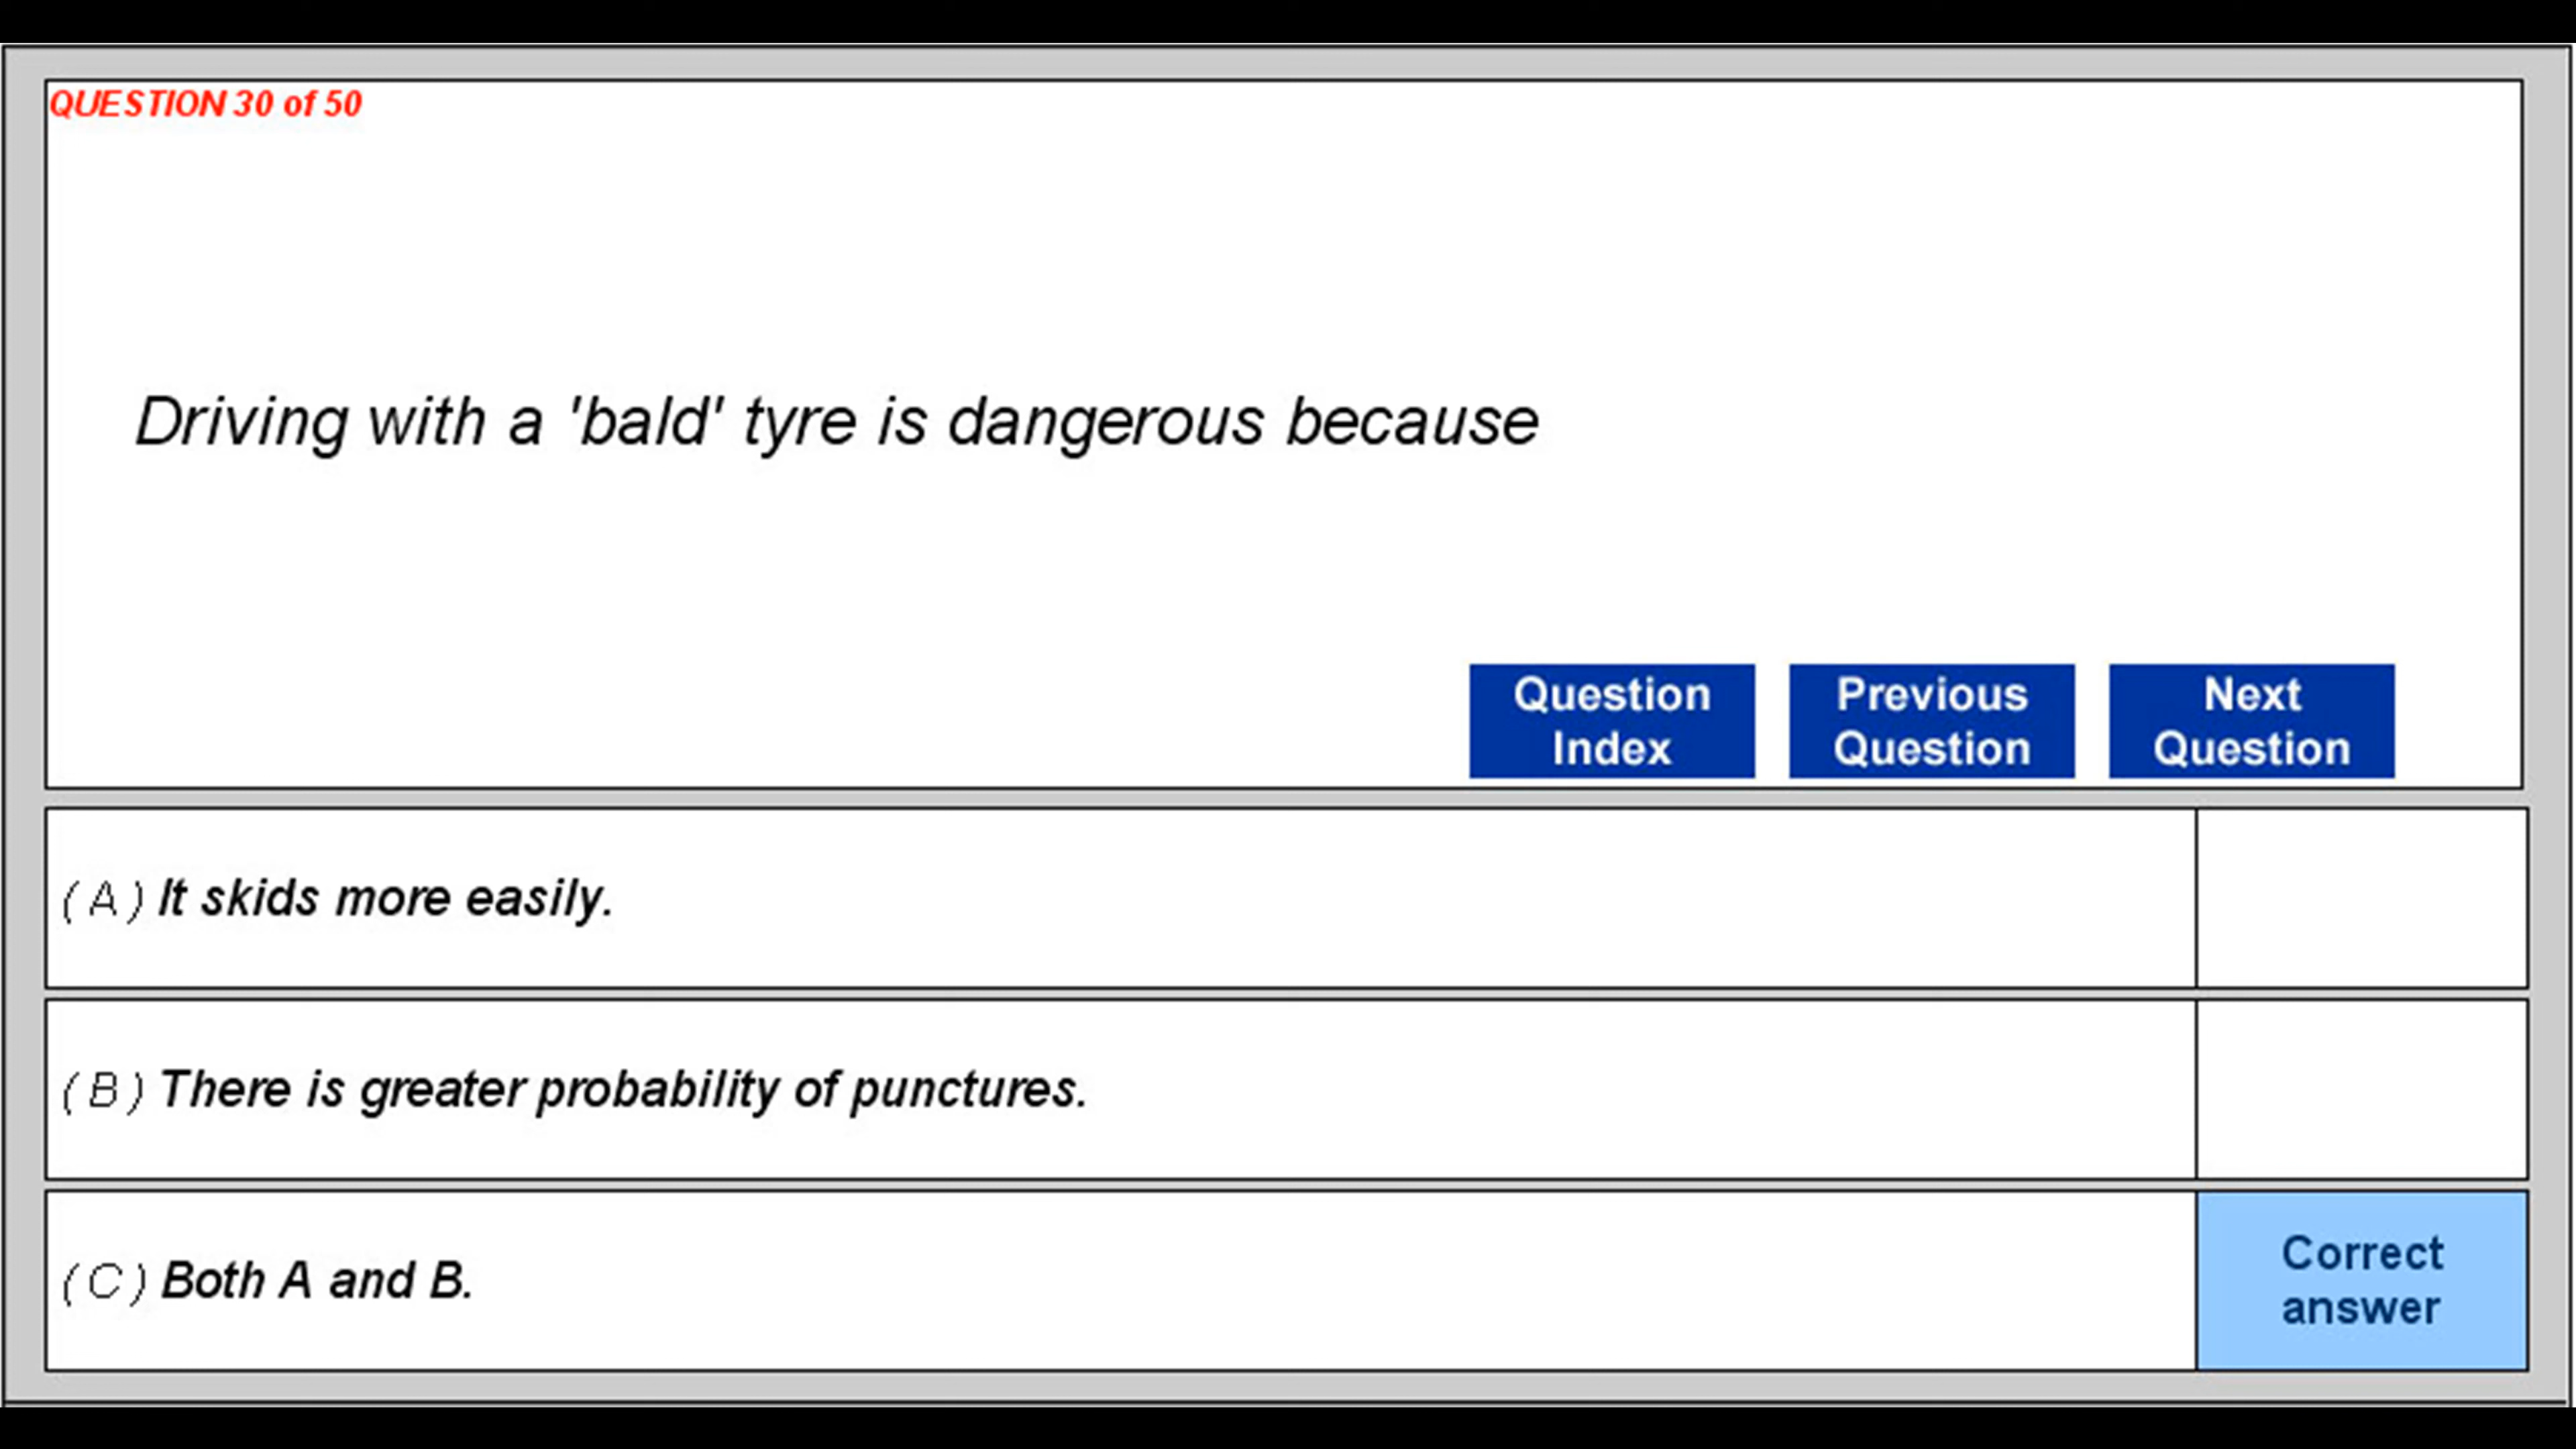 QUESTION 30 of 50
Driving with a 'bald' tyre is dangerous because
Question
Index
Previous
Question
Next
Question
(A) It skids more easily.
(B) There is greater probability of punctures.
(C) Both A and B.
Correct
answer